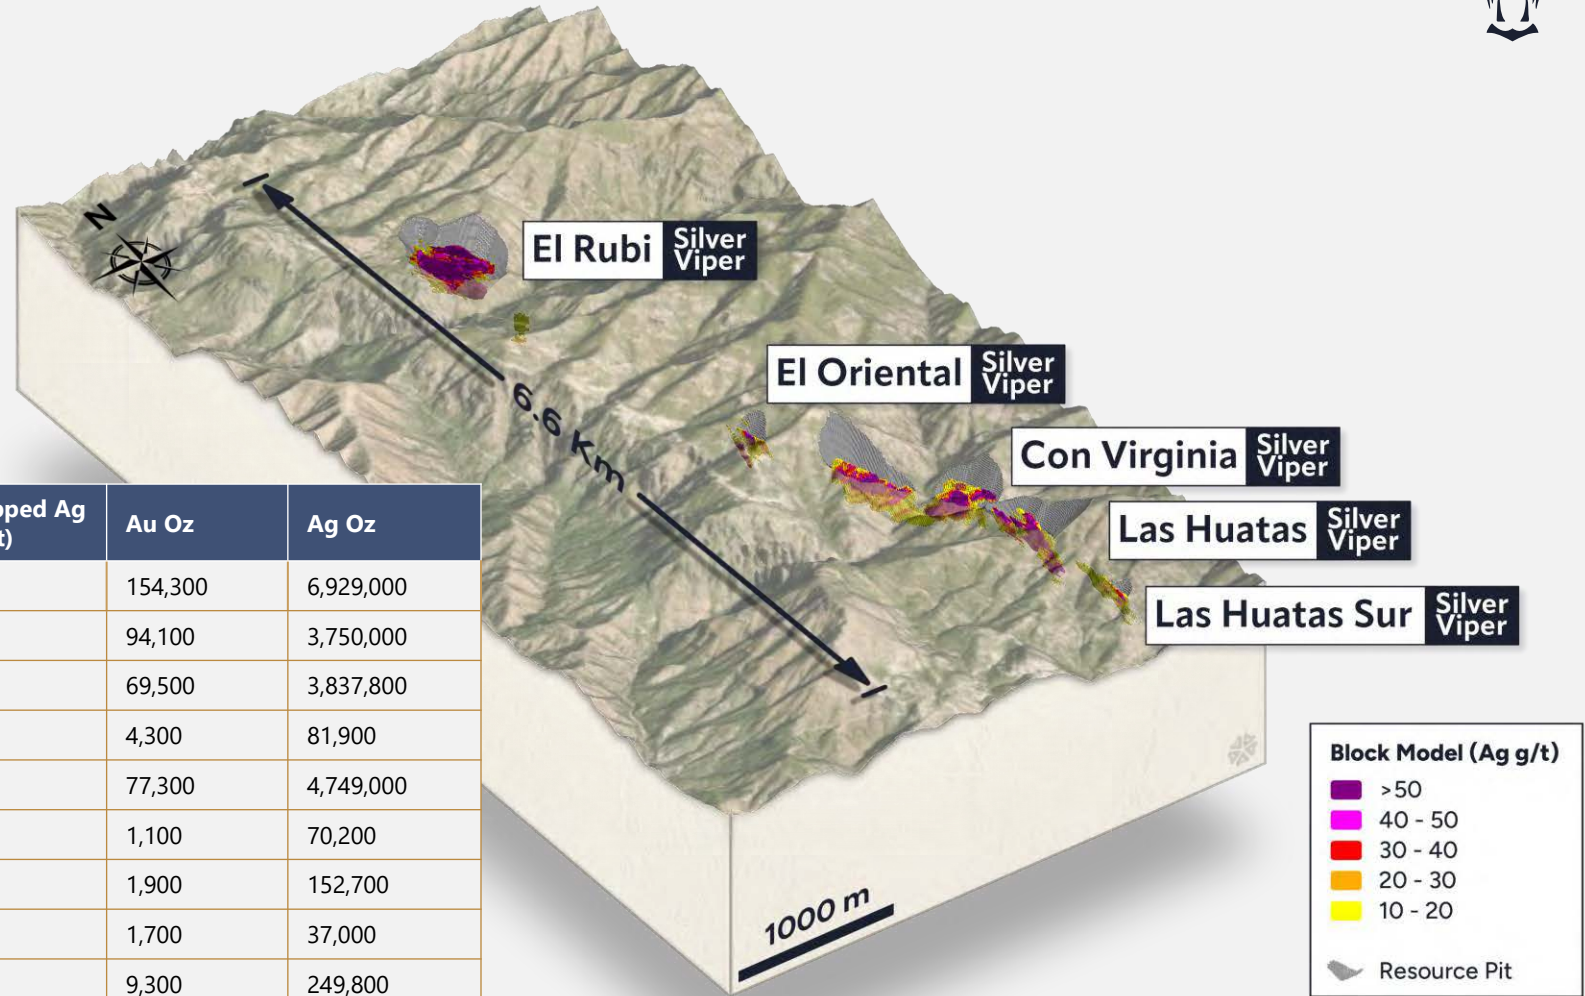 N
El Rubi Silver Viper
El Oriental Silver Viper
6.6 Km
Con Virginia Silver Viper
Las Huatas Silver Viper
Las Huatas Sur Silver Viper
Ag Au Oz Ag Oz
154,300 6,929,000
94,100 3,750,000
69,500 3,837,800
4,300 81,900
77,300 4,749,000
1,100 70,200
1,900 152,700
1,700 37,000
9,300 249,800
1000 m
Block Model (Ag g/t)
>50
40 - 50
30 - 40
20 - 30
10 - 20
Resource Pit